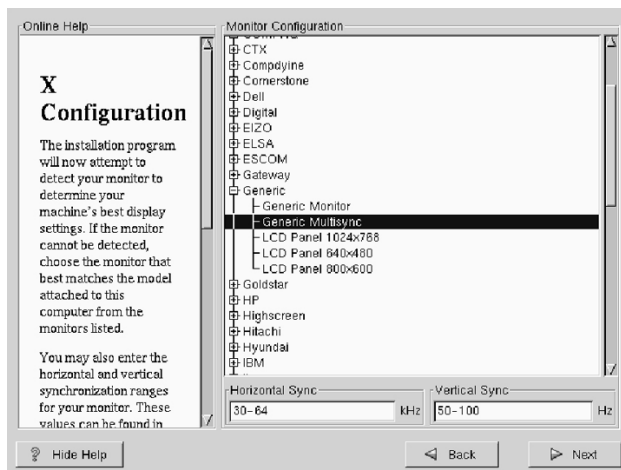 Online Help
X
Configuration
The installation program
will now attempt to
detect your monitor to
determine your
machine's best display
settings. If the monitor
cannot be detected,
choose the monitor that
best matches the model
attached to this
computer from the
monitors listed.
You may also enter the
horizontal and vertical
synchronization ranges
for your monitor. These
values can be found in
Monitor Configuration
CTX
Compdyine
Cornerstone
Dell
Digital
EIZO
ELSA
ESCOM
Gateway
Generic
Generic Monitor
Generic Multisync
LCD Panel 1024x768
LCD Panel 640x480
LCD Panel 800x600
Goldstar
HP
Highscreen
Hitachi
Hyundai
IBM
Horizontal Sync
30-64 kHz
Vertical Sync
50-100 Hz
Hide Help
Back
Next